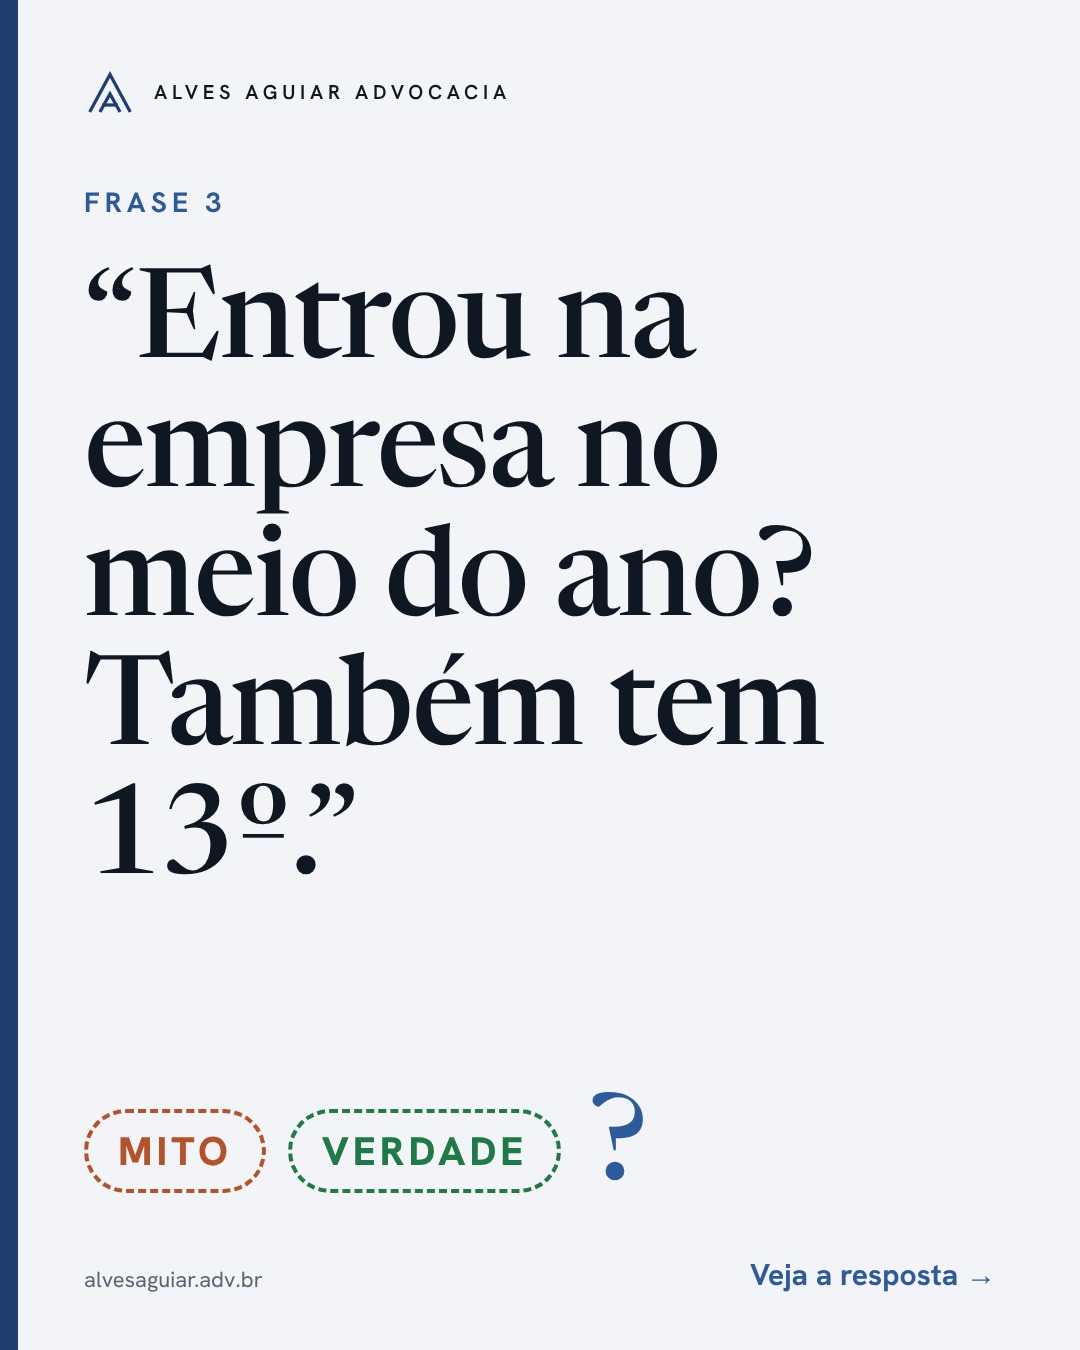 ALVES AGUIAR ADVOCACIA
FRASE 3
“Entrou na
empresa no
meio do ano?
Também tem
13º.”
MITO VERDADE ?
alvesaguiar.adv.br
Veja a resposta →